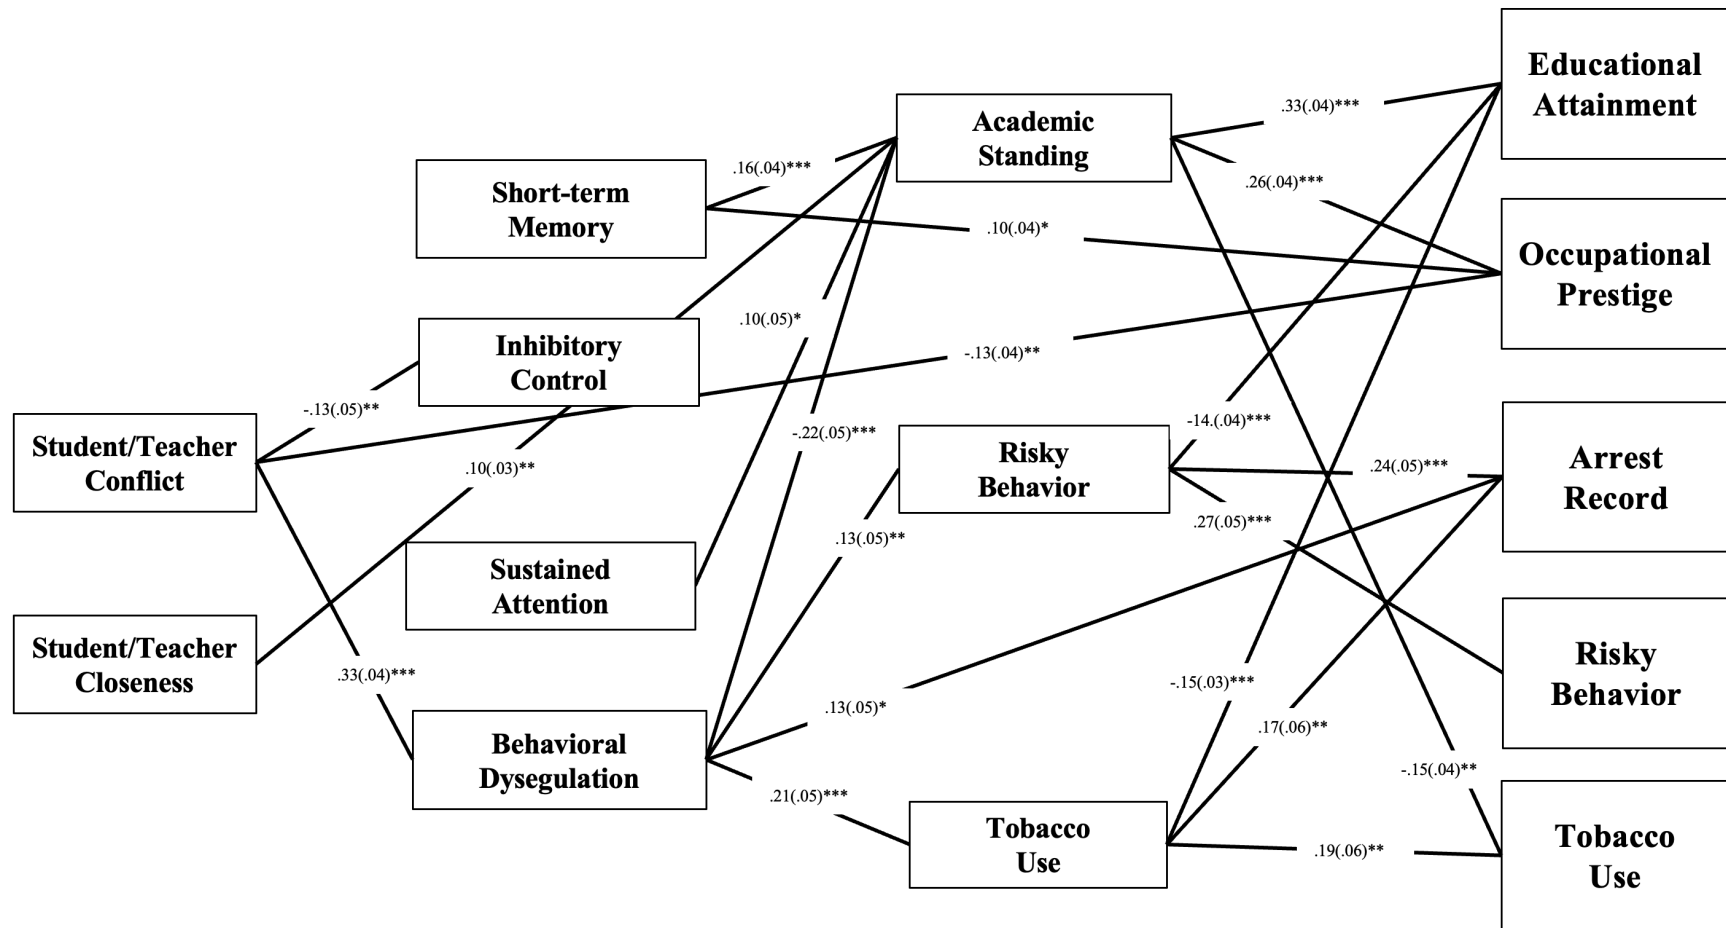 Educational
Attainment
Academic
Standing
.33(.04)***
.16(.04)***
Short-term
Memory
.26(.04)***
.10(.04)*
Occupational
Prestige
.10(.05)*
Inhibitory
Control
-.13(.04)**
-.13(.05)**
Student/Teacher
Conflict
.10(.03)**
-.22(.05)***
-14.(.04)***
Risky
Behavior
.24(.05)***
Arrest
Record
.27(.05)***
.13(.05)**
Sustained
Attention
Student/Teacher
Closeness
.33(.04)***
-.15(.03)***
Risky
Behavior
.13(.05)*
.17(.06)**
Behavioral
Dysegulation
-.15(.04)**
.21(.05)***
Tobacco
Use
.19(.06)**
Tobacco
Use